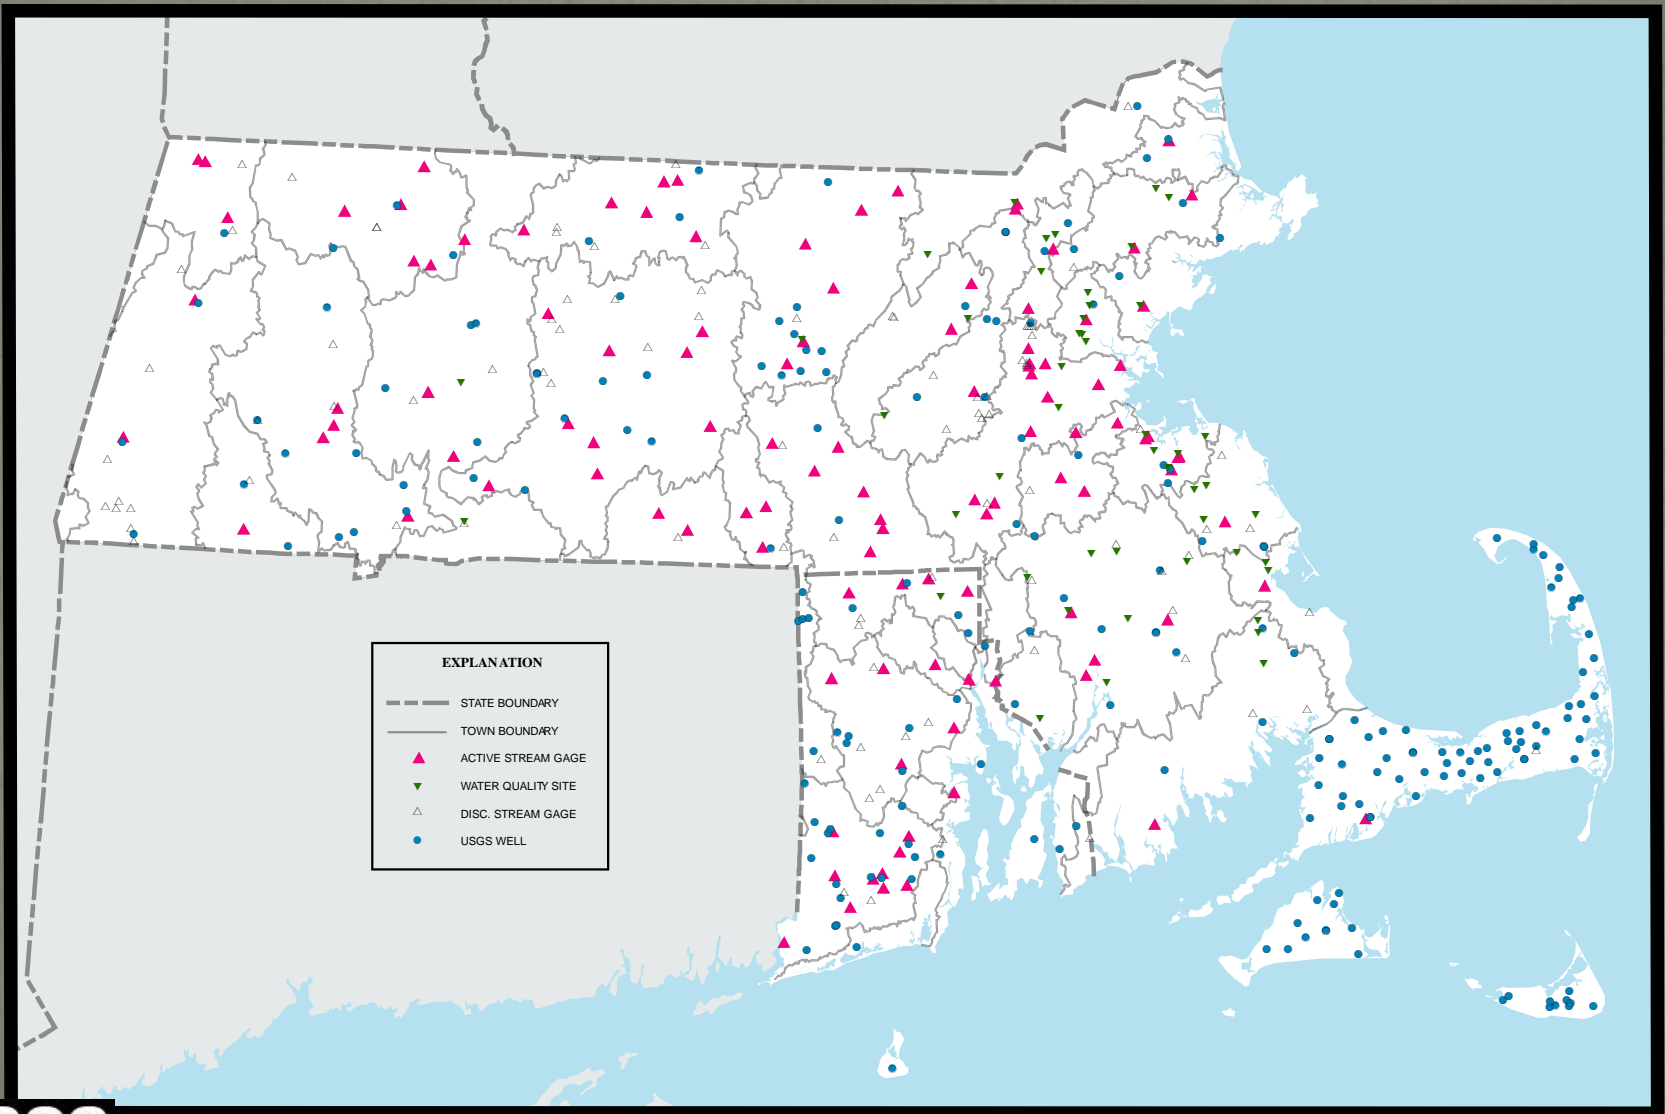 EXPLANATION
STATE BOUNDARY
TOWN BOUNDARY
ACTIVE STREAM GAGE
WATER QUALITY SITE
DISC. STREAM GAGE
USGS WELL